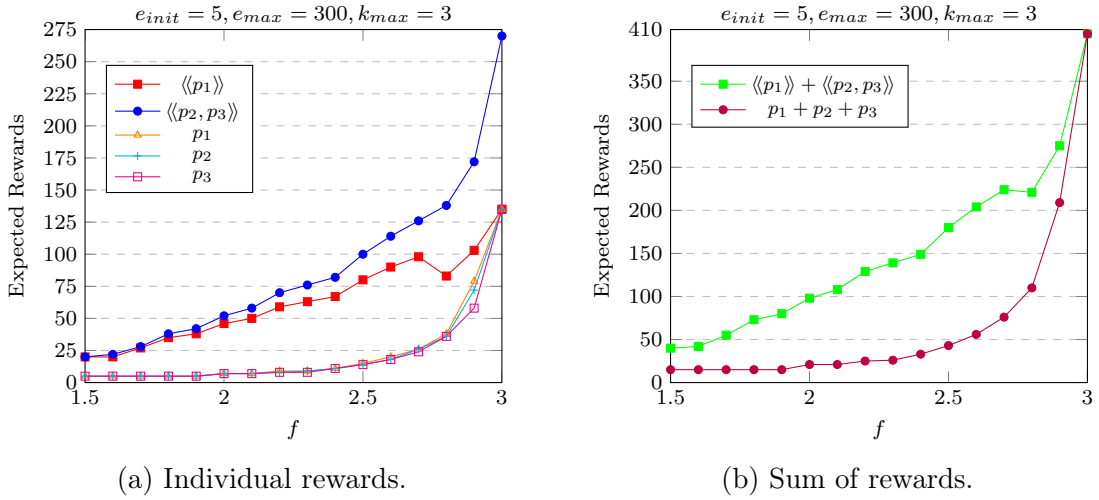 e_init = 5, e_max = 300, k_max = 3
275
250
225
200
175
150
125
100
75
50
25
0
Expected Rewards
⟪p1⟫
⟪p2, p3⟫
p1
p2
p3
1.5 2 2.5 3
f
(a) Individual rewards.
e_init = 5, e_max = 300, k_max = 3
410
350
300
250
200
150
100
50
0
Expected Rewards
⟪p1⟫ + ⟪p2, p3⟫
p1 + p2 + p3
1.5 2 2.5 3
f
(b) Sum of rewards.